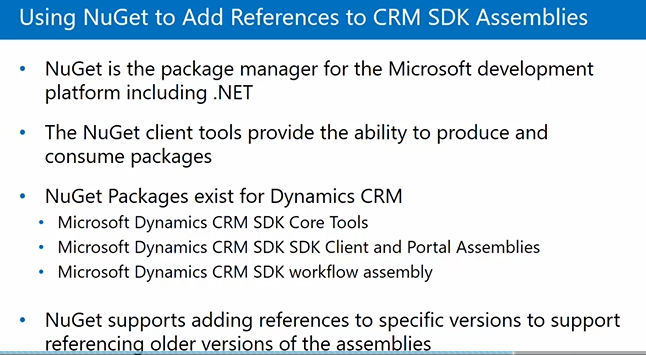 Using NuGet to Add References to CRM SDK Assemblies
• NuGet is the package manager for the Microsoft development
platform including .NET
• The NuGet client tools provide the ability to produce and
consume packages
• NuGet Packages exist for Dynamics CRM
• Microsoft Dynamics CRM SDK Core Tools
• Microsoft Dynamics CRM SDK SDK Client and Portal Assemblies
• Microsoft Dynamics CRM SDK workflow assembly
• NuGet supports adding references to specific versions to support
referencing older versions of the assemblies